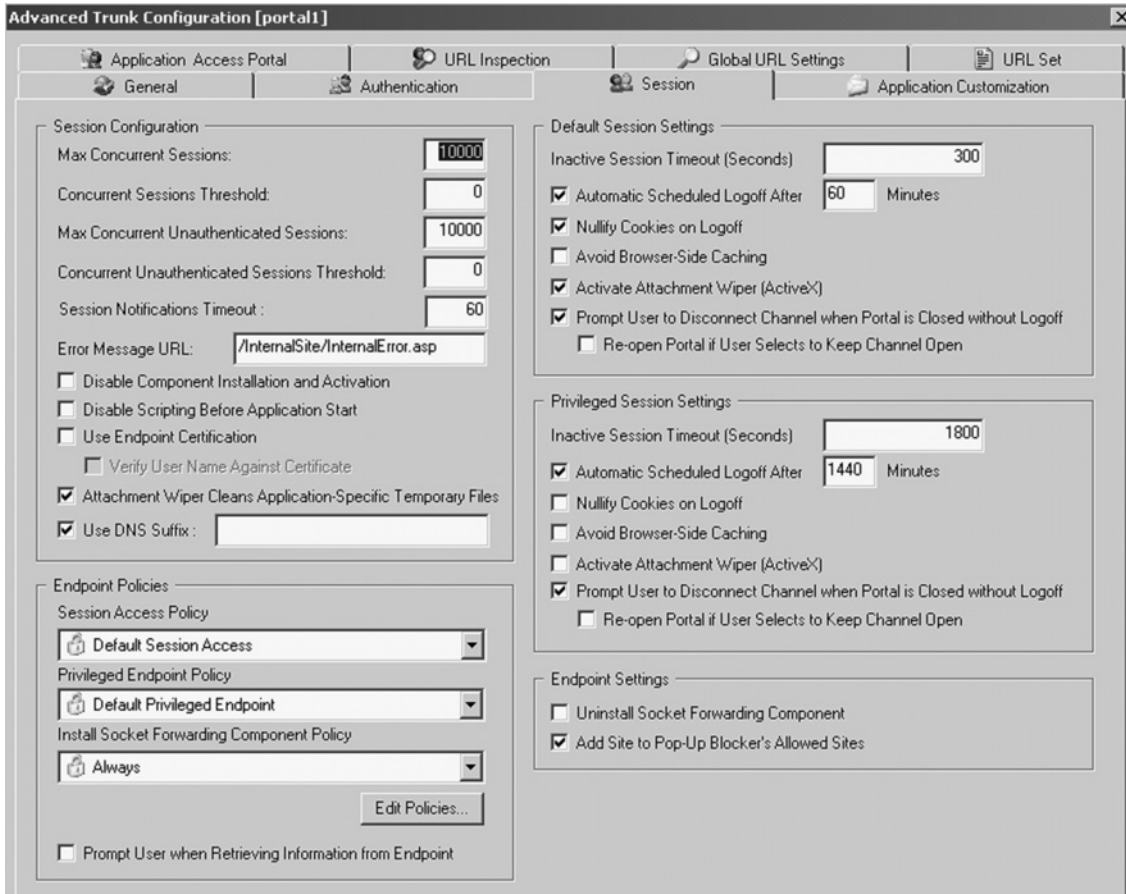 Advanced Trunk Configuration [portal1]
Application Access Portal
URL Inspection
Global URL Settings
URL Set
General
Authentication
Session
Application Customization
Session Configuration
Max Concurrent Sessions: 10000
Concurrent Sessions Threshold: 0
Max Concurrent Unauthenticated Sessions: 10000
Concurrent Unauthenticated Sessions Threshold: 0
Session Notifications Timeout : 60
Error Message URL: /InternalSite/InternalError.asp
Disable Component Installation and Activation
Disable Scripting Before Application Start
Use Endpoint Certification
Verify User Name Against Certificate
Attachment Wiper Cleans Application-Specific Temporary Files
Use DNS Suffix :
Endpoint Policies
Session Access Policy
Default Session Access
Privileged Endpoint Policy
Default Privileged Endpoint
Install Socket Forwarding Component Policy
Always
Edit Policies...
Prompt User when Retrieving Information from Endpoint
Default Session Settings
Inactive Session Timeout (Seconds) 300
Automatic Scheduled Logoff After 60 Minutes
Nullify Cookies on Logoff
Avoid Browser-Side Caching
Activate Attachment Wiper (ActiveX)
Prompt User to Disconnect Channel when Portal is Closed without Logoff
Re-open Portal if User Selects to Keep Channel Open
Privileged Session Settings
Inactive Session Timeout (Seconds) 1800
Automatic Scheduled Logoff After 1440 Minutes
Nullify Cookies on Logoff
Avoid Browser-Side Caching
Activate Attachment Wiper (ActiveX)
Prompt User to Disconnect Channel when Portal is Closed without Logoff
Re-open Portal if User Selects to Keep Channel Open
Endpoint Settings
Uninstall Socket Forwarding Component
Add Site to Pop-Up Blocker's Allowed Sites